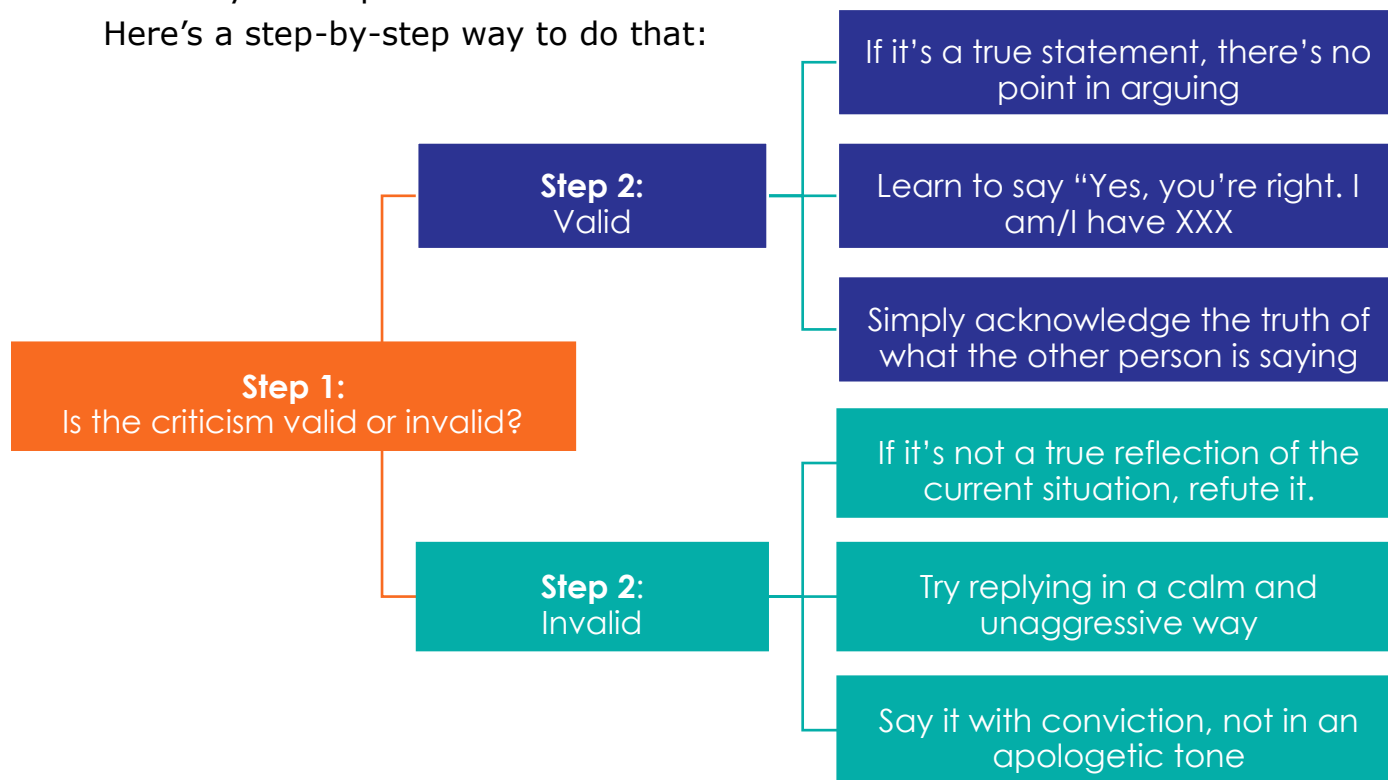 Here's a step-by-step way to do that:
If it's a true statement, there's no
point in arguing
Step 2:
Valid
Learn to say “Yes, you're right. I
am/I have XXX
Simply acknowledge the truth of
what the other person is saying
Step 1:
Is the criticism valid or invalid?
If it's not a true reflection of the
current situation, refute it.
Step 2:
Invalid
Try replying in a calm and
unaggressive way
Say it with conviction, not in an
apologetic tone